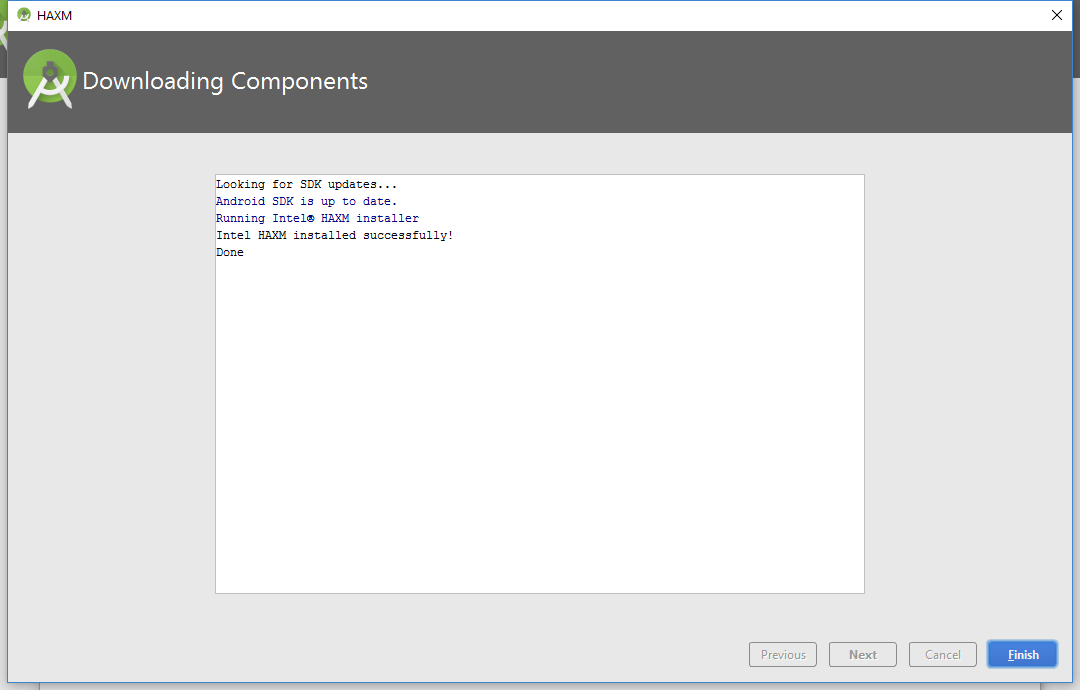 HAXM
Downloading Components
Looking for SDK updates...
Android SDK is up to date.
Running Intel® HAXM installer
Intel HAXM installed successfully!
Done
Previous
Next
Cancel
Finish